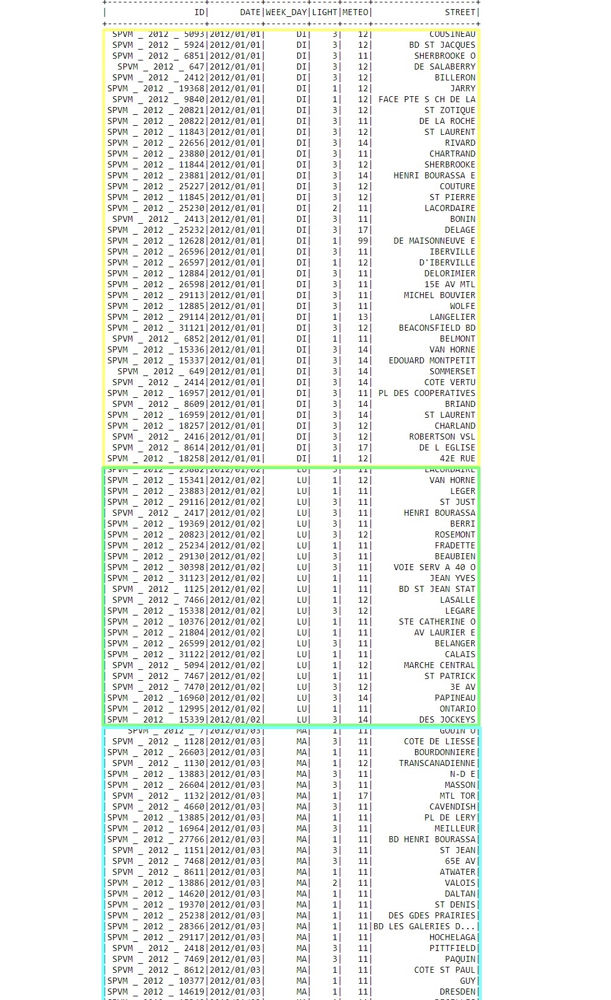 +-------------------+----------+--------+-----+-----+--------------------+
|                 ID|      DATE|WEEK_DAY|LIGHT|METEO|              STREET|
+-------------------+----------+--------+-----+-----+--------------------+
SPVM _ 2012 _ 5093|2012/01/01|      DI|    3|   12|           COUSINEAU
SPVM _ 2012 _ 5924|2012/01/01|      DI|    3|   12|       BD ST JACQUES
SPVM _ 2012 _ 6851|2012/01/01|      DI|    3|   11|        SHERBROOKE O
SPVM _ 2012 _ 647|2012/01/01|      DI|    3|   12|        DE SALABERRY
SPVM _ 2012 _ 2412|2012/01/01|      DI|    3|   12|            BILLERON
SPVM _ 2012 _ 19368|2012/01/01|      DI|    1|   12|               JARRY
SPVM _ 2012 _ 9840|2012/01/01|      DI|    1|   12| FACE PTE S CH DE LA
SPVM _ 2012 _ 20821|2012/01/01|      DI|    3|   12|          ST ZOTIQUE
SPVM _ 2012 _ 20822|2012/01/01|      DI|    3|   11|         DE LA ROCHE
SPVM _ 2012 _ 11843|2012/01/01|      DI|    3|   12|          ST LAURENT
SPVM _ 2012 _ 22656|2012/01/01|      DI|    3|   14|              RIVARD
SPVM _ 2012 _ 23880|2012/01/01|      DI|    3|   11|           CHARTRAND
SPVM _ 2012 _ 11844|2012/01/01|      DI|    3|   12|          SHERBROOKE
SPVM _ 2012 _ 23881|2012/01/01|      DI|    3|   14|    HENRI BOURASSA E
SPVM _ 2012 _ 25227|2012/01/01|      DI|    3|   12|             COUTURE
SPVM _ 2012 _ 11845|2012/01/01|      DI|    3|   12|           ST PIERRE
SPVM _ 2012 _ 25230|2012/01/01|      DI|    2|   11|          LACORDAIRE
SPVM _ 2012 _ 2413|2012/01/01|      DI|    3|   11|               BONIN
SPVM _ 2012 _ 25232|2012/01/01|      DI|    3|   17|              DELAGE
SPVM _ 2012 _ 12628|2012/01/01|      DI|    1|   99|    DE MAISONNEUVE E
SPVM _ 2012 _ 26596|2012/01/01|      DI|    3|   11|           IBERVILLE
SPVM _ 2012 _ 26597|2012/01/01|      DI|    1|   12|         D'IBERVILLE
SPVM _ 2012 _ 12884|2012/01/01|      DI|    3|   11|          DELORIMIER
SPVM _ 2012 _ 26598|2012/01/01|      DI|    3|   11|          15E AV MTL
SPVM _ 2012 _ 29113|2012/01/01|      DI|    3|   11|      MICHEL BOUVIER
SPVM _ 2012 _ 12885|2012/01/01|      DI|    3|   11|               WOLFE
SPVM _ 2012 _ 29114|2012/01/01|      DI|    1|   13|           LANGELIER
SPVM _ 2012 _ 31121|2012/01/01|      DI|    3|   12|     BEACONSFIELD BD
SPVM _ 2012 _ 6852|2012/01/01|      DI|    1|   11|             BELMONT
SPVM _ 2012 _ 15336|2012/01/01|      DI|    3|   14|           VAN HORNE
SPVM _ 2012 _ 15337|2012/01/01|      DI|    3|   14|   EDOUARD MONTPETIT
SPVM _ 2012 _ 649|2012/01/01|      DI|    3|   14|           SOMMERSET
SPVM _ 2012 _ 2414|2012/01/01|      DI|    3|   14|          COTE VERTU
SPVM _ 2012 _ 16957|2012/01/01|      DI|    3|   11| PL DES COOPERATIVES
SPVM _ 2012 _ 8609|2012/01/01|      DI|    3|   14|              BRIAND
SPVM _ 2012 _ 16959|2012/01/01|      DI|    3|   14|          ST LAURENT
SPVM _ 2012 _ 18257|2012/01/01|      DI|    3|   12|            CHARLAND
SPVM _ 2012 _ 2416|2012/01/01|      DI|    3|   12|       ROBERTSON VSL
SPVM _ 2012 _ 8614|2012/01/01|      DI|    3|   17|         DE L EGLISE
SPVM _ 2012 _ 18258|2012/01/01|      DI|    1|   12|             42E RUE
SPVM _ 2012 _ 23882|2012/01/02|      LU|    3|   11|          LACORDAIRE
|SPVM _ 2012 _ 15341|2012/01/02|      LU|    1|   12|           VAN HORNE
|SPVM _ 2012 _ 23883|2012/01/02|      LU|    1|   11|               LEGER
|SPVM _ 2012 _ 29116|2012/01/02|      LU|    3|   11|             ST JUST
| SPVM _ 2012 _ 2417|2012/01/02|      LU|    3|   11|      HENRI BOURASSA
|SPVM _ 2012 _ 19369|2012/01/02|      LU|    3|   11|               BERRI
|SPVM _ 2012 _ 20823|2012/01/02|      LU|    3|   12|            ROSEMONT
|SPVM _ 2012 _ 25234|2012/01/02|      LU|    1|   11|           FRADETTE
|SPVM _ 2012 _ 29130|2012/01/02|      LU|    3|   11|            BEAUBIEN
|SPVM _ 2012 _ 30398|2012/01/02|      LU|    3|   11|    VOIE SERV A 40 O
|SPVM _ 2012 _ 31123|2012/01/02|      LU|    1|   11|           JEAN YVES
| SPVM _ 2012 _ 1125|2012/01/02|      LU|    1|   11|     BD ST JEAN STAT
| SPVM _ 2012 _ 7466|2012/01/02|      LU|    1|   12|             LASALLE
|SPVM _ 2012 _ 15338|2012/01/02|      LU|    3|   12|              LEGARE
|SPVM _ 2012 _ 10376|2012/01/02|      LU|    1|   11|     STE CATHERINE O
|SPVM _ 2012 _ 21804|2012/01/02|      LU|    1|   11|        AV LAURIER E
|SPVM _ 2012 _ 26599|2012/01/02|      LU|    3|   11|            BELANGER
|SPVM _ 2012 _ 31122|2012/01/02|      LU|    1|   11|              CALAIS
| SPVM _ 2012 _ 5094|2012/01/02|      LU|    1|   12|      MARCHE CENTRAL
| SPVM _ 2012 _ 7467|2012/01/02|      LU|    1|   11|          ST PATRICK
| SPVM _ 2012 _ 7470|2012/01/02|      LU|    3|   12|               3E AV
|SPVM _ 2012 _ 16960|2012/01/02|      LU|    3|   14|            PAPINEAU
|SPVM _ 2012 _ 12995|2012/01/02|      LU|    1|   11|             ONTARIO
|SPVM _ 2012 _ 15339|2012/01/02|      LU|    3|   14|         DES JOCKEYS
SPVM _ 2012 _ 7|2012/01/03|      MA|    1|   11|             GOUIN O|
| SPVM _ 2012 _ 1128|2012/01/03|      MA|    3|   11|      COTE DE LIESSE|
|SPVM _ 2012 _ 26603|2012/01/03|      MA|    1|   11|        BOURDONNIERE|
| SPVM _ 2012 _ 1130|2012/01/03|      MA|    1|   12|     TRANSCANADIENNE|
|SPVM _ 2012 _ 13883|2012/01/03|      MA|    3|   11|               N-D E|
|SPVM _ 2012 _ 26604|2012/01/03|      MA|    3|   11|              MASSON|
| SPVM _ 2012 _ 1132|2012/01/03|      MA|    1|   17|             MTL TOR|
| SPVM _ 2012 _ 4660|2012/01/03|      MA|    3|   11|           CAVENDISH|
|SPVM _ 2012 _ 13885|2012/01/03|      MA|    1|   11|          PL DE LERY|
|SPVM _ 2012 _ 16964|2012/01/03|      MA|    3|   11|            MEILLEUR|
|SPVM _ 2012 _ 27766|2012/01/03|      MA|    1|   11|   BD HENRI BOURASSA|
| SPVM _ 2012 _ 1151|2012/01/03|      MA|    3|   11|             ST JEAN|
| SPVM _ 2012 _ 7468|2012/01/03|      MA|    3|   11|              65E AV|
| SPVM _ 2012 _ 8611|2012/01/03|      MA|    1|   11|             ATWATER|
|SPVM _ 2012 _ 13886|2012/01/03|      MA|    2|   11|              VALOIS|
|SPVM _ 2012 _ 14620|2012/01/03|      MA|    1|   11|              DALTAN|
|SPVM _ 2012 _ 19370|2012/01/03|      MA|    1|   11|            ST DENIS|
|SPVM _ 2012 _ 25238|2012/01/03|      MA|    1|   11|   DES GDES PRAIRIES|
|SPVM _ 2012 _ 28366|2012/01/03|      MA|    1|   11|BD LES GALERIES D...|
|SPVM _ 2012 _ 29117|2012/01/03|      MA|    1|   11|           HOCHELAGA|
| SPVM _ 2012 _ 2418|2012/01/03|      MA|    3|   11|           PITTFIELD|
| SPVM _ 2012 _ 7469|2012/01/03|      MA|    3|   11|              PAQUIN|
| SPVM _ 2012 _ 8612|2012/01/03|      MA|    1|   11|        COTE ST PAUL|
|SPVM _ 2012 _ 10377|2012/01/03|      MA|    1|   11|                 GUY|
|SPVM _ 2012 _ 14619|2012/01/03|      MA|    1|   11|             DRESDEN|